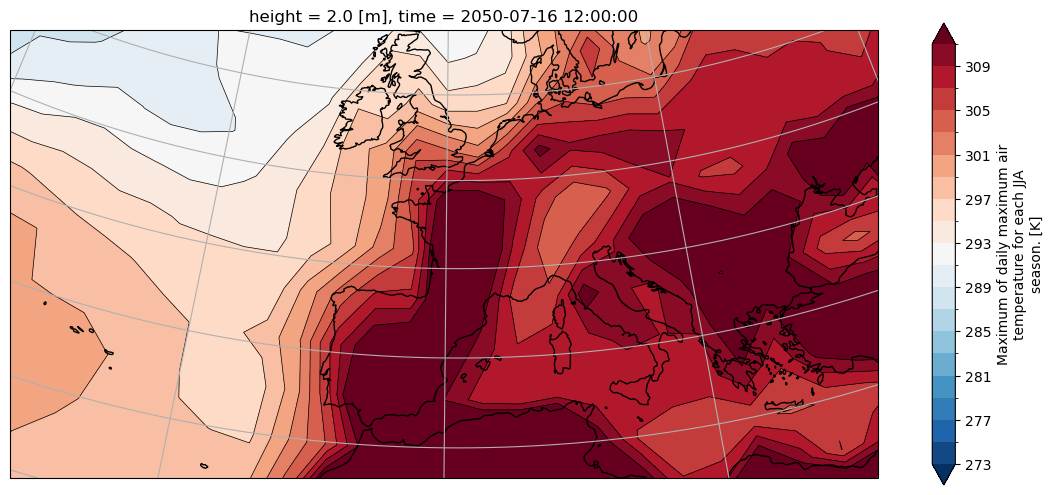 height = 2.0 [m], time = 2050-07-16 12:00:00
309
305
301
297
293
289
285
281
277
273
Maximum of daily maximum air
temperature for each JJA
season. [K]